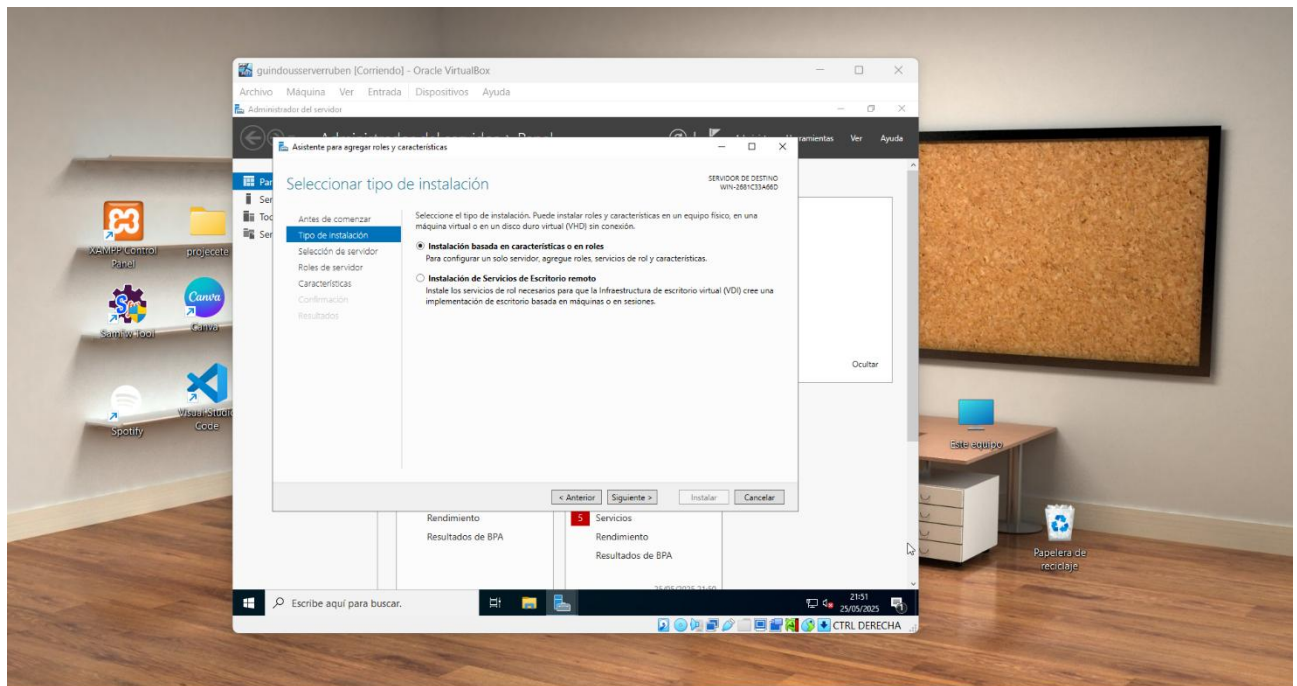 guindousserverruben [Corriendo] - Oracle VirtualBox
Archivo Máquina Ver Entrada Dispositivos Ayuda
Administrador del servidor
Ver Ayuda
Asistente para agregar roles y características
Seleccionar tipo de instalación
SERVIDOR DE DESTINO
WIN-2681C33A66D
Antes de comenzar
Tipo de instalación
Selección de servidor
Roles de servidor
Características
Confirmación
Resultados
Seleccione el tipo de instalación. Puede instalar roles y características en un equipo físico, en una
máquina virtual o en un disco duro virtual (VHD) sin conexión.
Instalación basada en características o en roles
Para configurar un solo servidor, agregue roles, servicios de rol y características.
Instalación de Servicios de Escritorio remoto
Instale los servicios de rol necesarios para que la Infraestructura de escritorio virtual (VDI) cree una
implementación de escritorio basada en máquinas o en sesiones.
< Anterior Siguiente > Instalar Cancelar
Ocultar
Rendimiento
Resultados de BPA
5 Servicios
Rendimiento
Resultados de BPA
Escribe aquí para buscar.
21:51
25/05/2025
CTRL DERECHA
XAMPP Control
Panel
projecete
Canva
Spotify
Visual Studio
Code
Este equipo
Papelera de
reciclaje